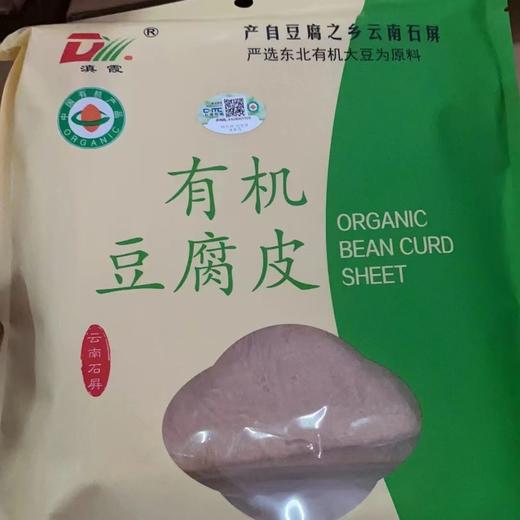 产自豆腐之乡云南石屏
严选东北有机大豆为原料
®
滇霞
中国有机产品
ORGANIC
有机
豆腐皮
ORGANIC
BEAN CURD
SHEET
云南石屏